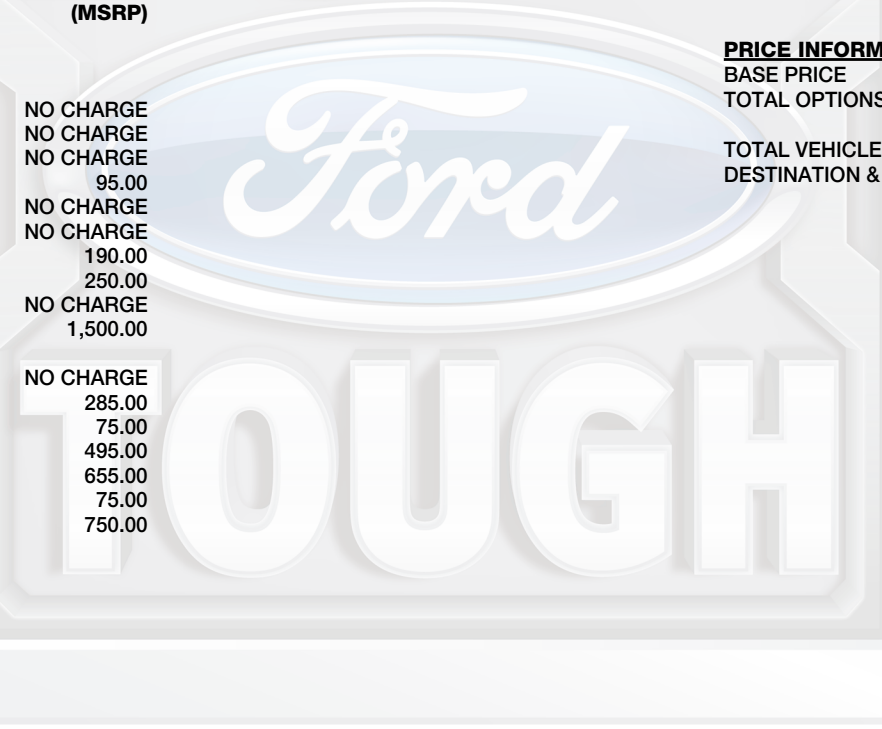 (MSRP)
NO CHARGE
NO CHARGE
NO CHARGE
95.00
NO CHARGE
NO CHARGE
190.00
250.00
NO CHARGE
1,500.00
NO CHARGE
285.00
75.00
495.00
655.00
75.00
750.00
PRICE INFORM
BASE PRICE
TOTAL OPTIONS
TOTAL VEHICLE
DESTINATION &
Ford
TOUGH